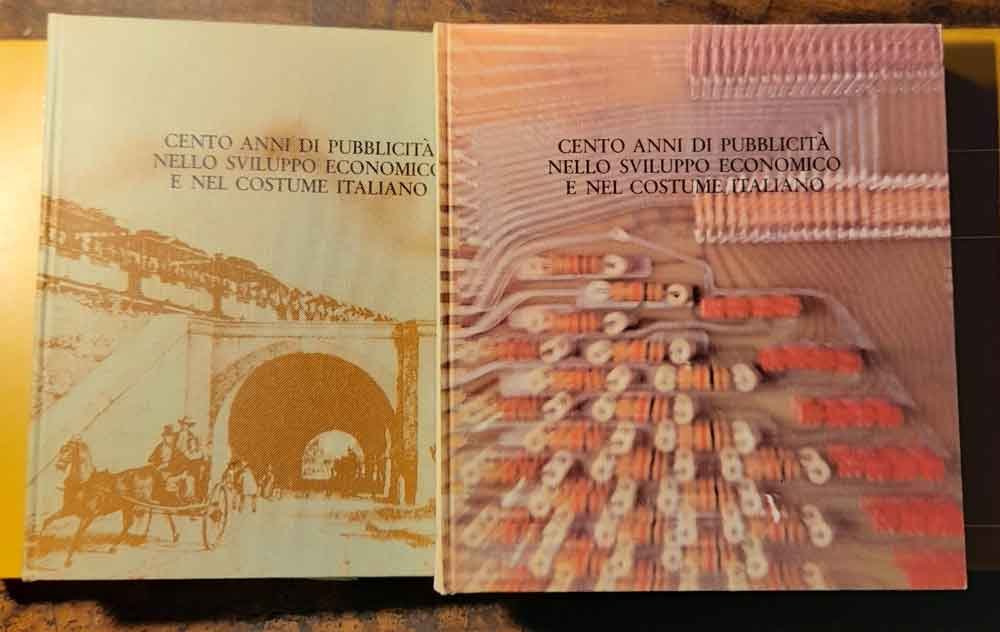 CENTO ANNI DI PUBBLICITÀ
NELLO SVILUPPO ECONOMICO
E NEL COSTUME ITALIANO
CENTO ANNI DI PUBBLICITÀ
NELLO SVILUPPO ECONOMICO
E NEL COSTUME ITALIANO